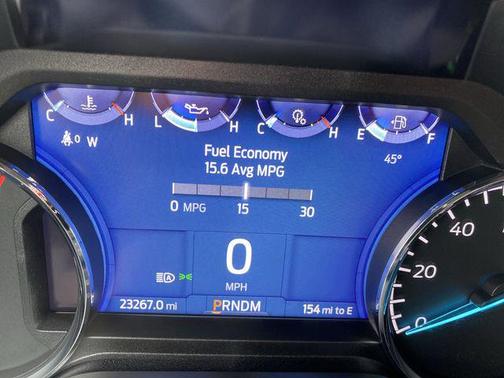 C H L H C H E F
0 W
45°
Fuel Economy
15.6 Avg MPG
0 MPG 15 30
0
MPH
23267.0 mi PRNDM 154 mi to E
0
20
40